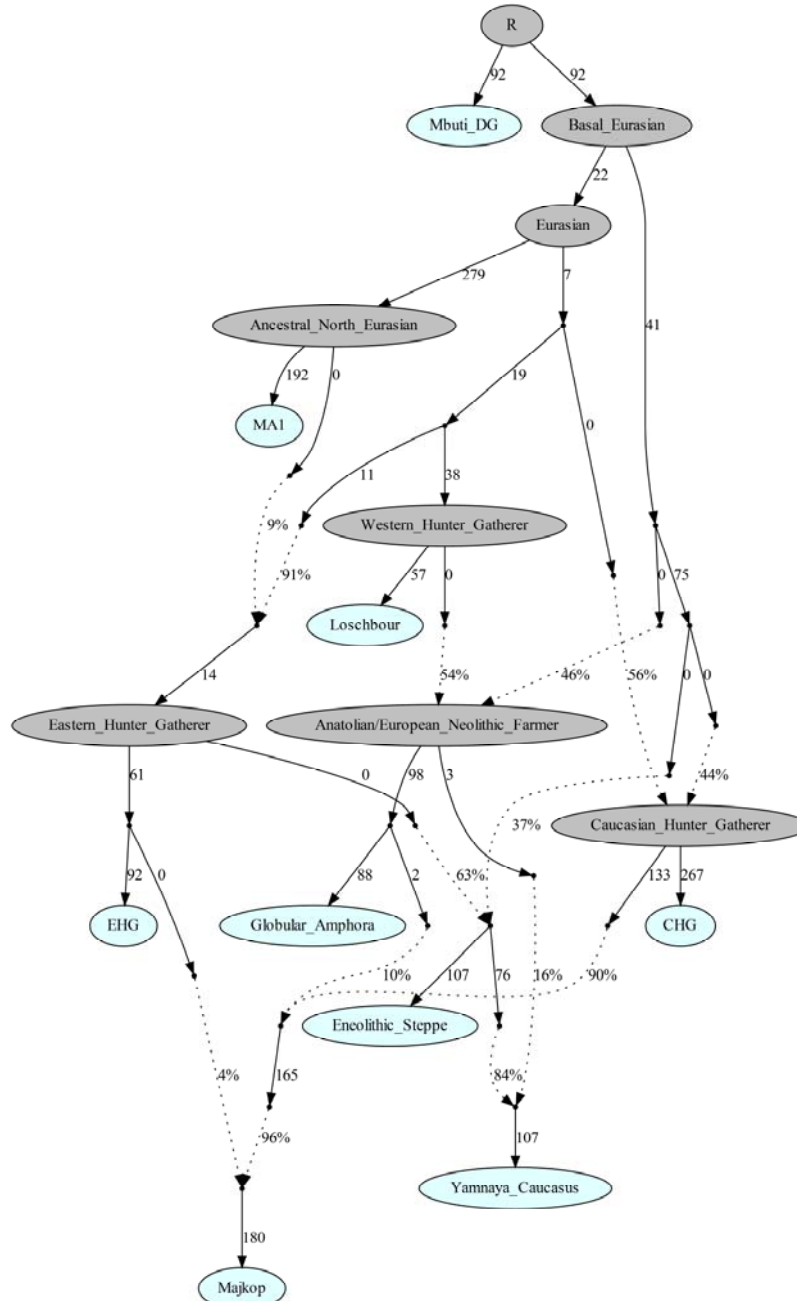 R
92
92
Mbuti_DG
Basal_Eurasian
22
Eurasian
279
7
41
Ancestral_North_Eurasian
192
0
19
0
MA1
11
38
9%
91%
Western_Hunter_Gatherer
57
0
0
75
Loschbour
14
54%
46%
56%
0
0
Eastern_Hunter_Gatherer
Anatolian/European_Neolithic_Farmer
61
0
98
3
37%
44%
Caucasian_Hunter_Gatherer
92
0
88
2
63%
133
267
EHG
Globular_Amphora
CHG
10%
107
76
16%
90%
Eneolithic_Steppe
4%
165
84%
96%
107
Yamnaya_Caucasus
180
Majkop